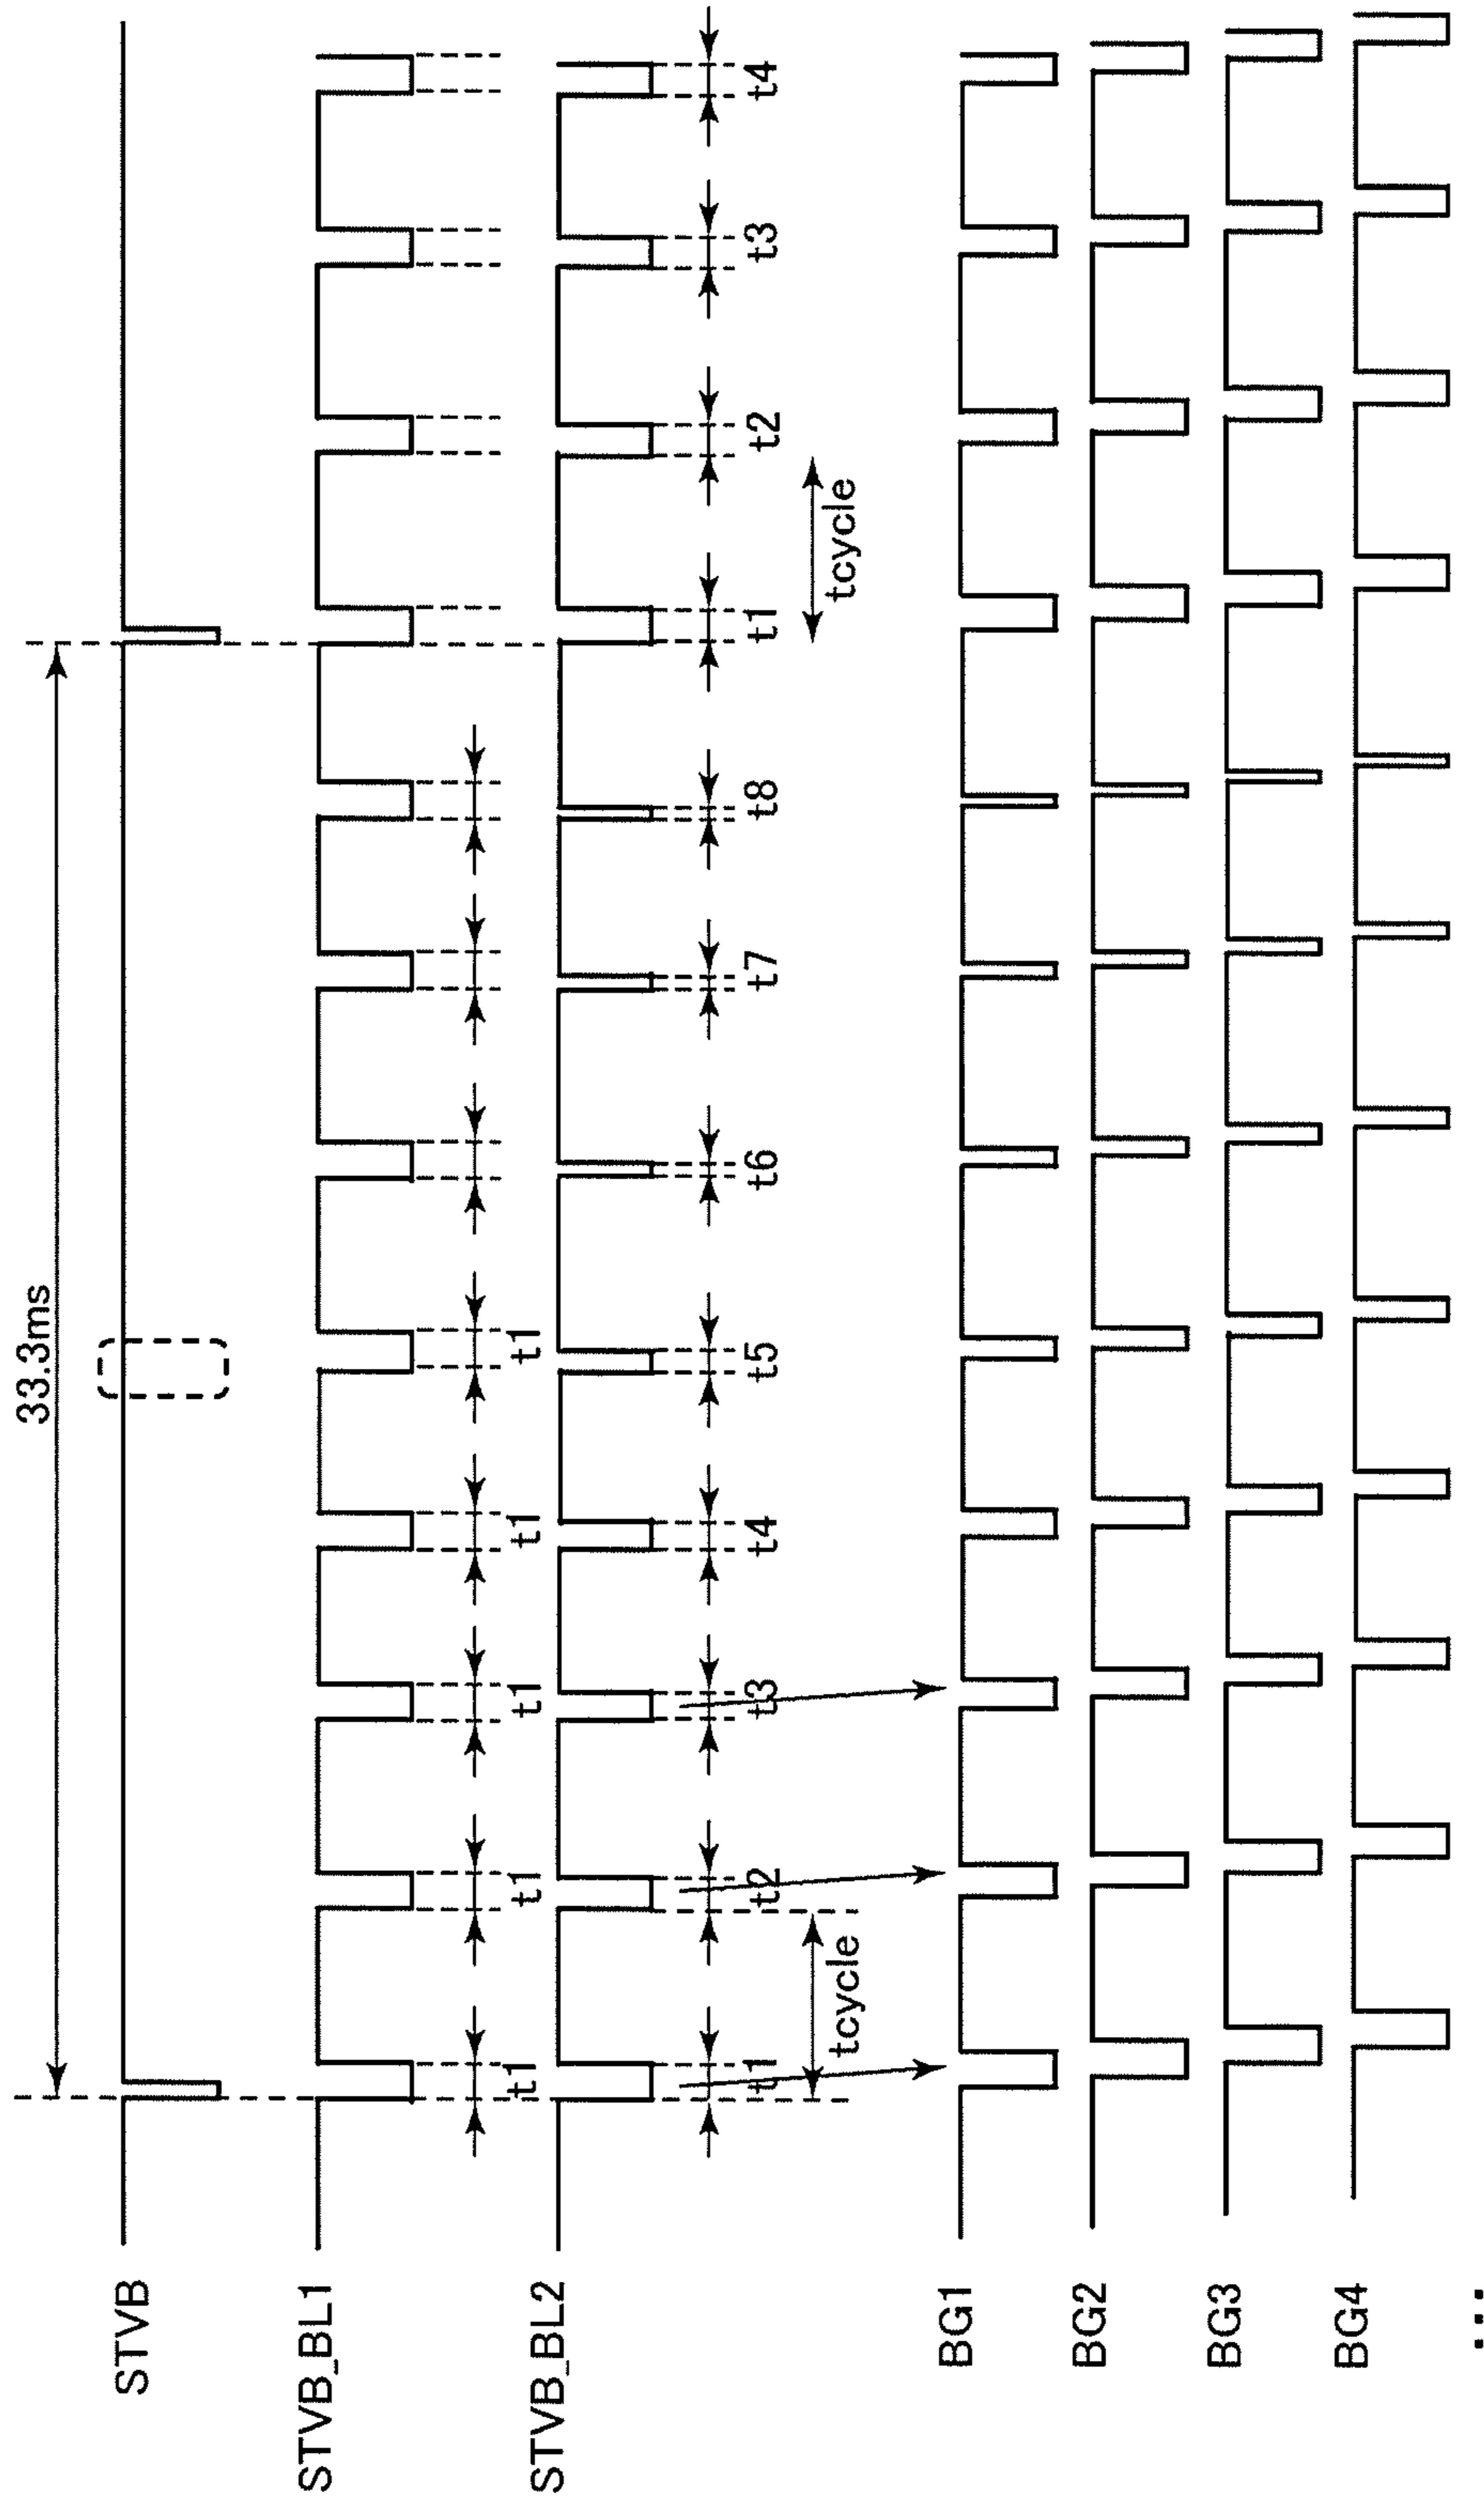 33.3ms
STVB
STVB_BL1
t1 t1 t1 t1 t1
STVB_BL2
t1 t2 t3 t4 t5 t6 t7 t8 t1 t2 t3 t4
tcycle tcycle
BG1
BG2
BG3
BG4
...